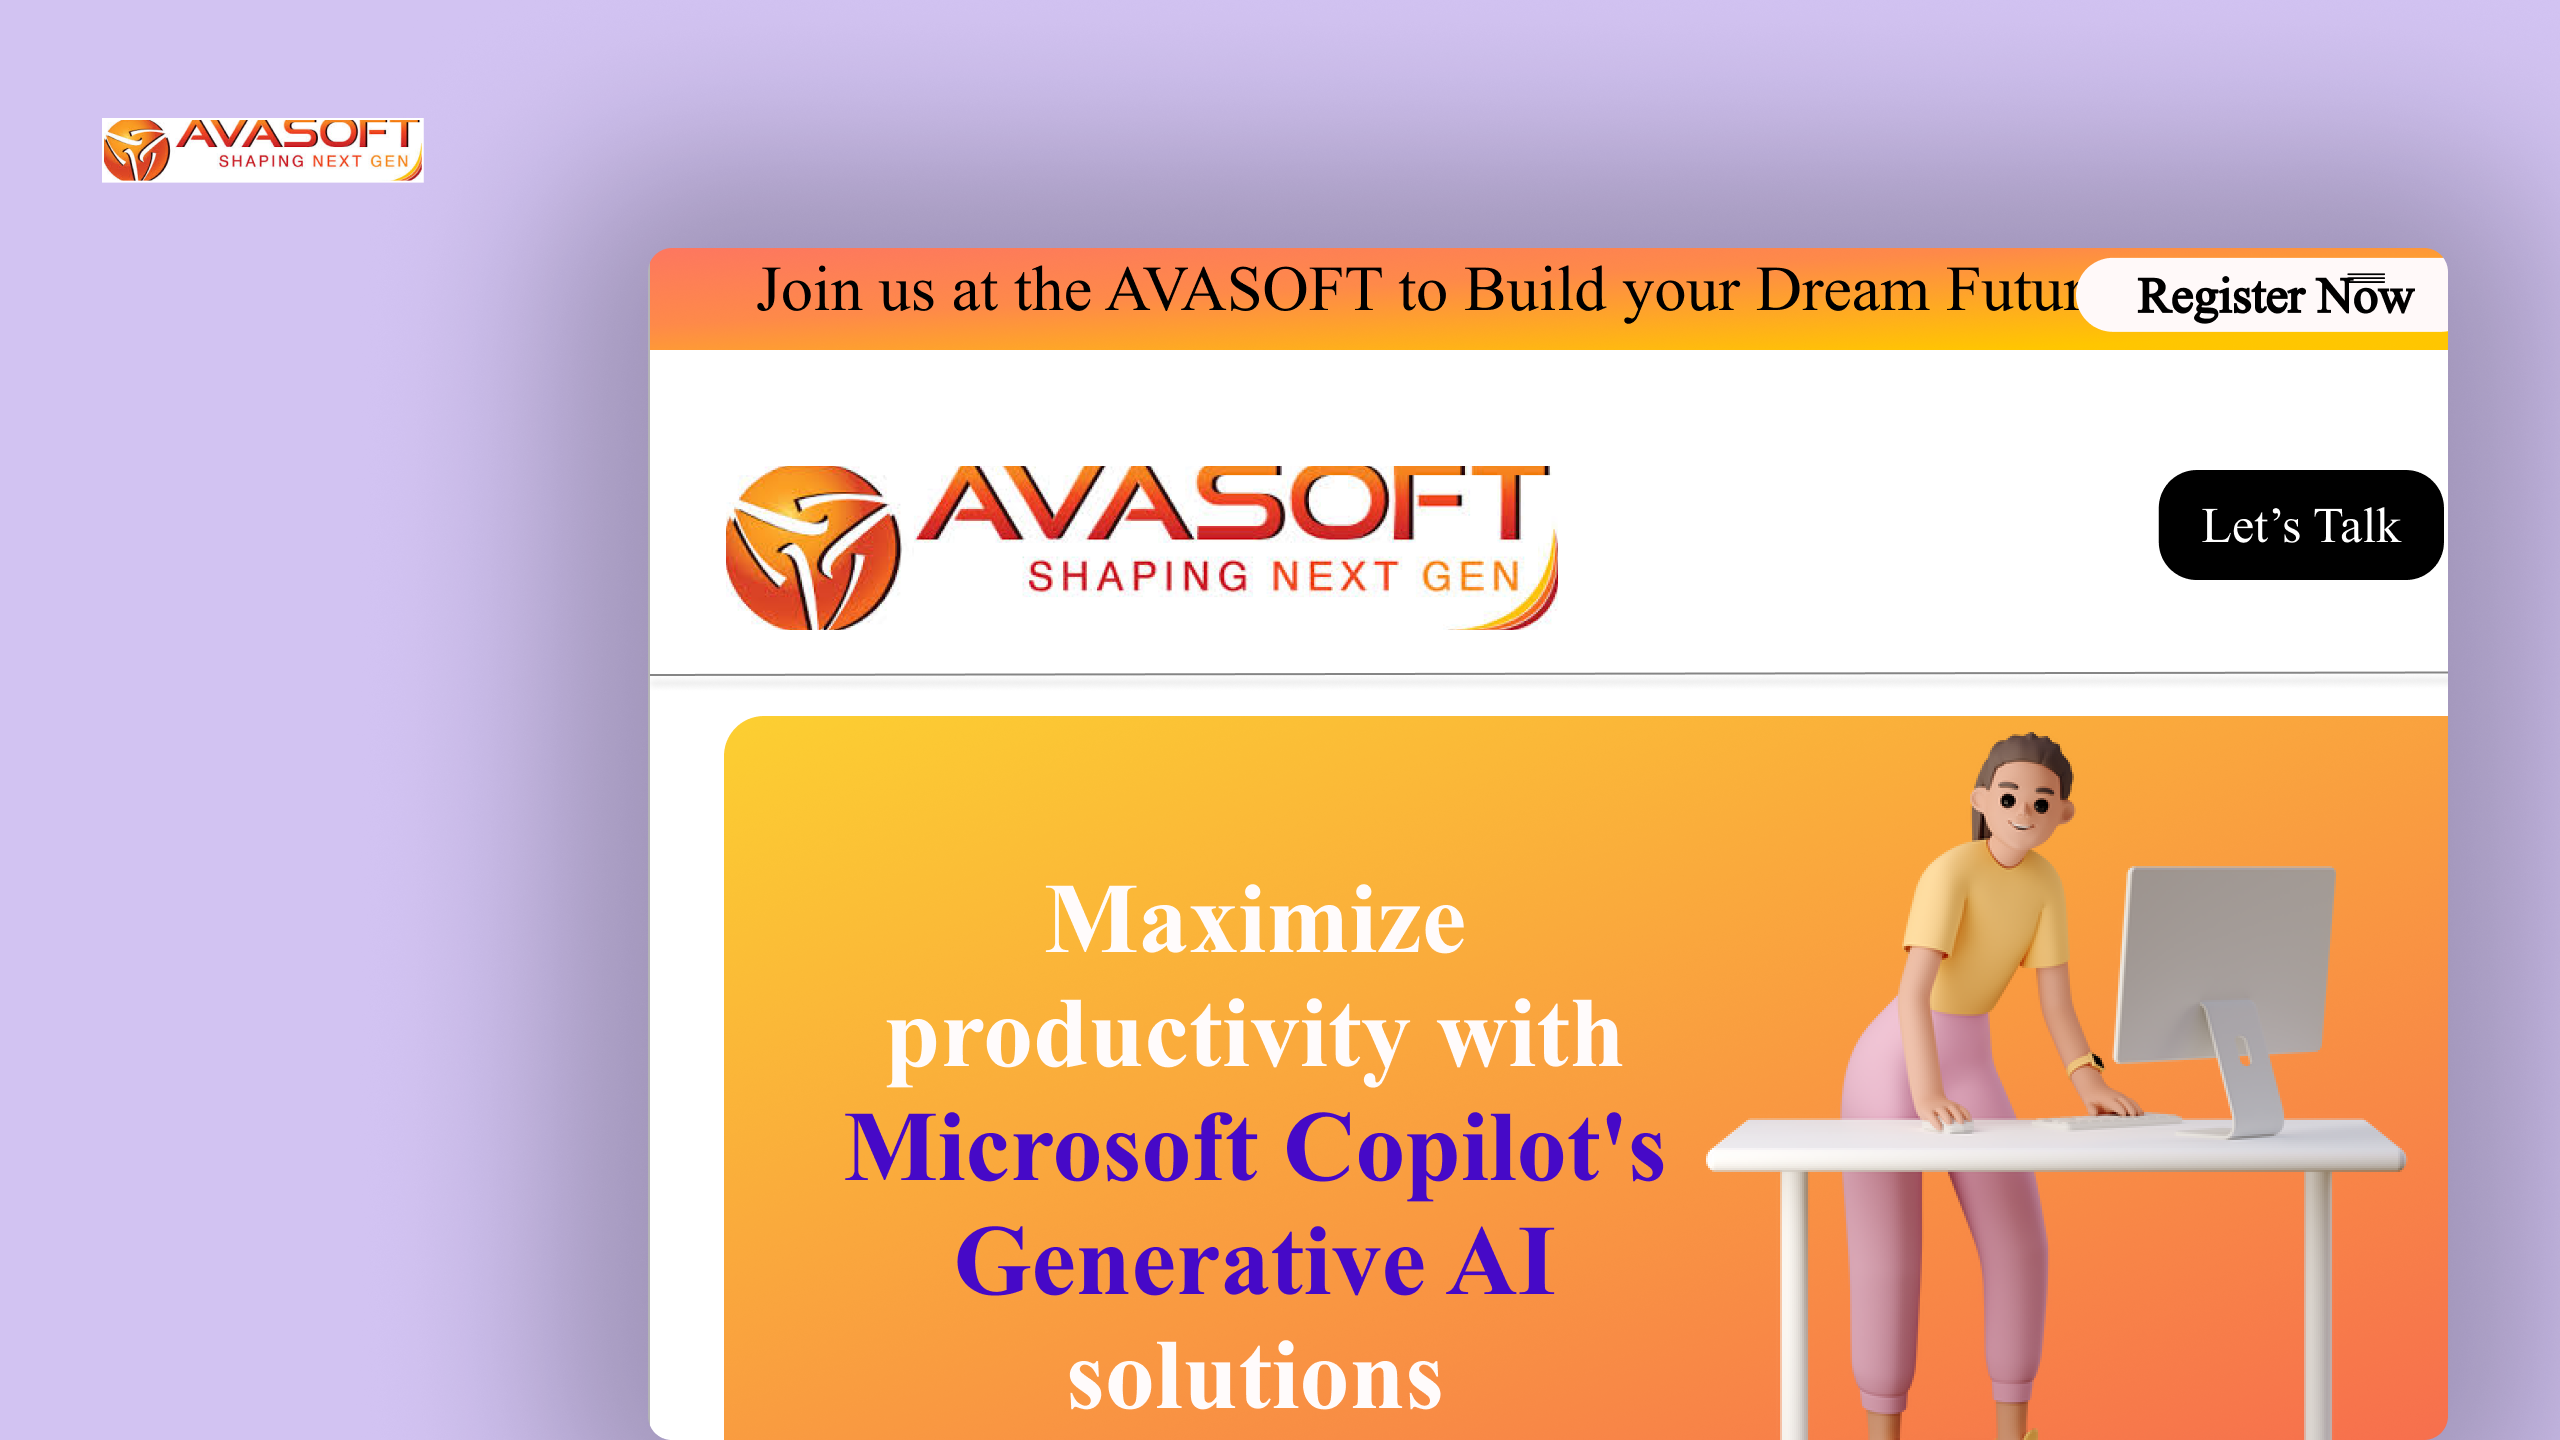 AVASOFT
SHAPING NEXT GEN
Join us at the AVASOFT to Build your Dream Futur
Register Now
AVASOFT
SHAPING NEXT GEN
Let’s Talk
Maximize
productivity with
Microsoft Copilot's
Generative AI
solutions